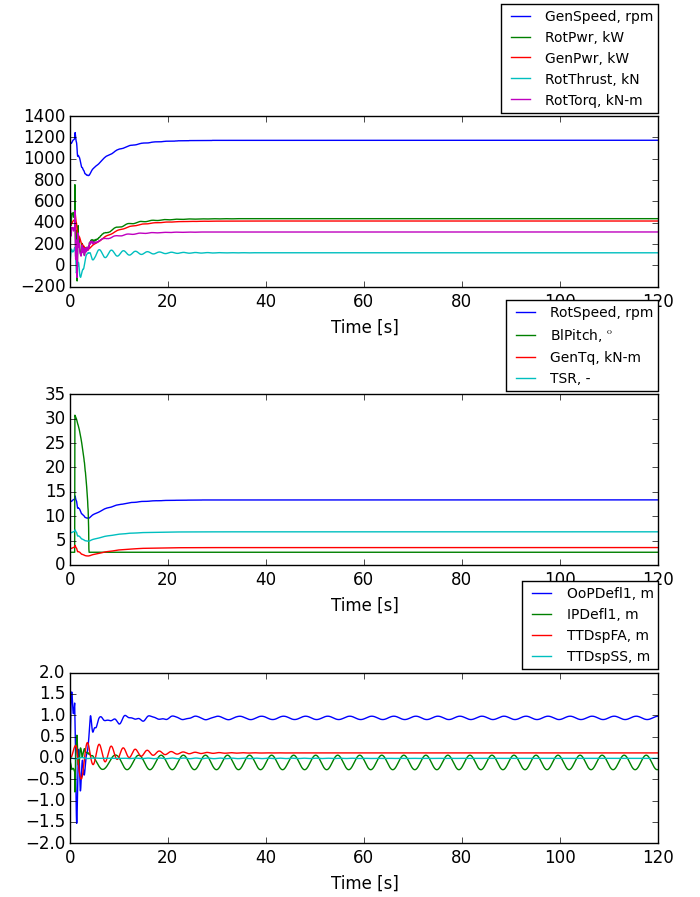 GenSpeed, rpm
RotPwr, kW
GenPwr, kW
RotThrust, kN
RotTorq, kN-m
1400
1200
1000
800
600
400
200
0
−200
0 20 40 60 80 100 120
Time [s]
RotSpeed, rpm
BlPitch, °
GenTq, kN-m
TSR, -
35
30
25
20
15
10
5
0
0 20 40 60 80 100 120
Time [s]
OoPDefl1, m
IPDefl1, m
TTDspFA, m
TTDspSS, m
2.0
1.5
1.0
0.5
0.0
−0.5
−1.0
−1.5
−2.0
0 20 40 60 80 100 120
Time [s]